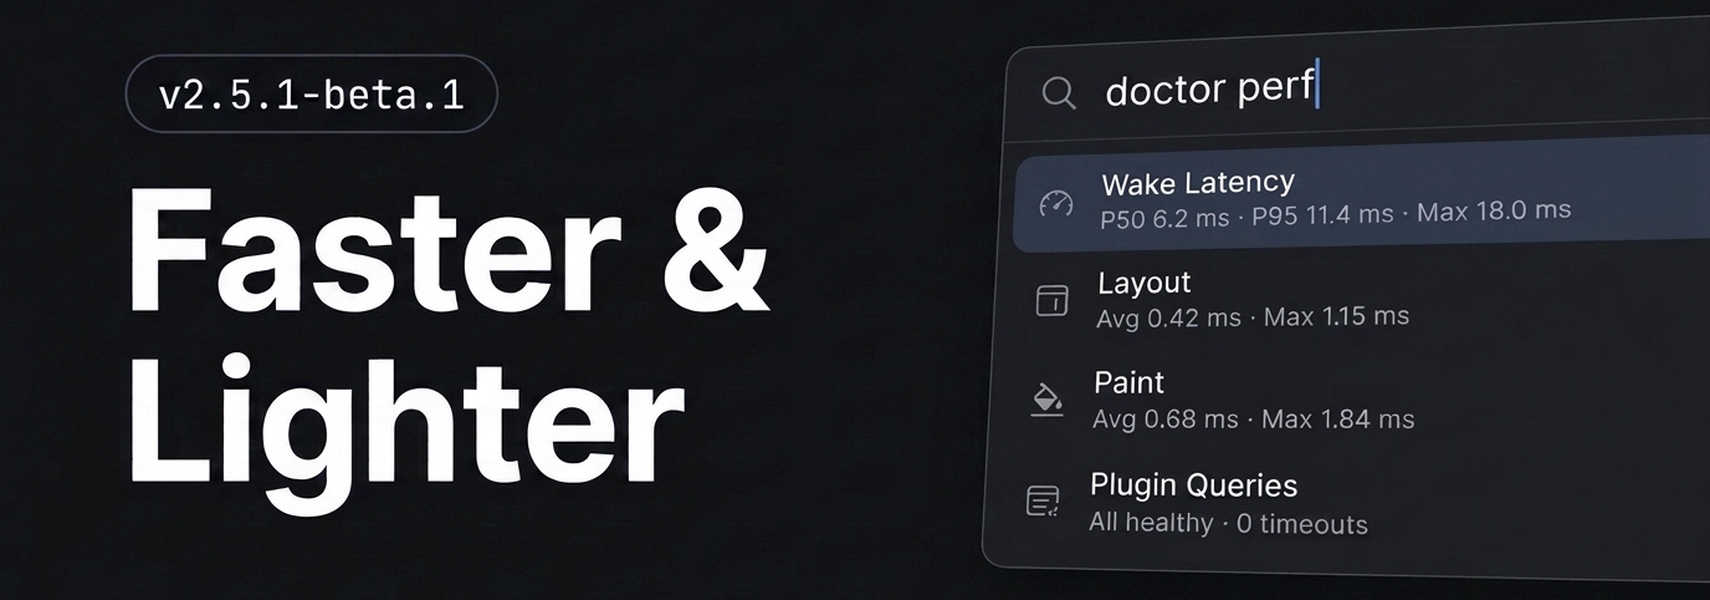 v2.5.1-beta.1
Faster &
Lighter
doctor perf
Wake Latency
P50 6.2 ms · P95 11.4 ms · Max 18.0 ms
Layout
Avg 0.42 ms · Max 1.15 ms
Paint
Avg 0.68 ms · Max 1.84 ms
Plugin Queries
All healthy · 0 timeouts